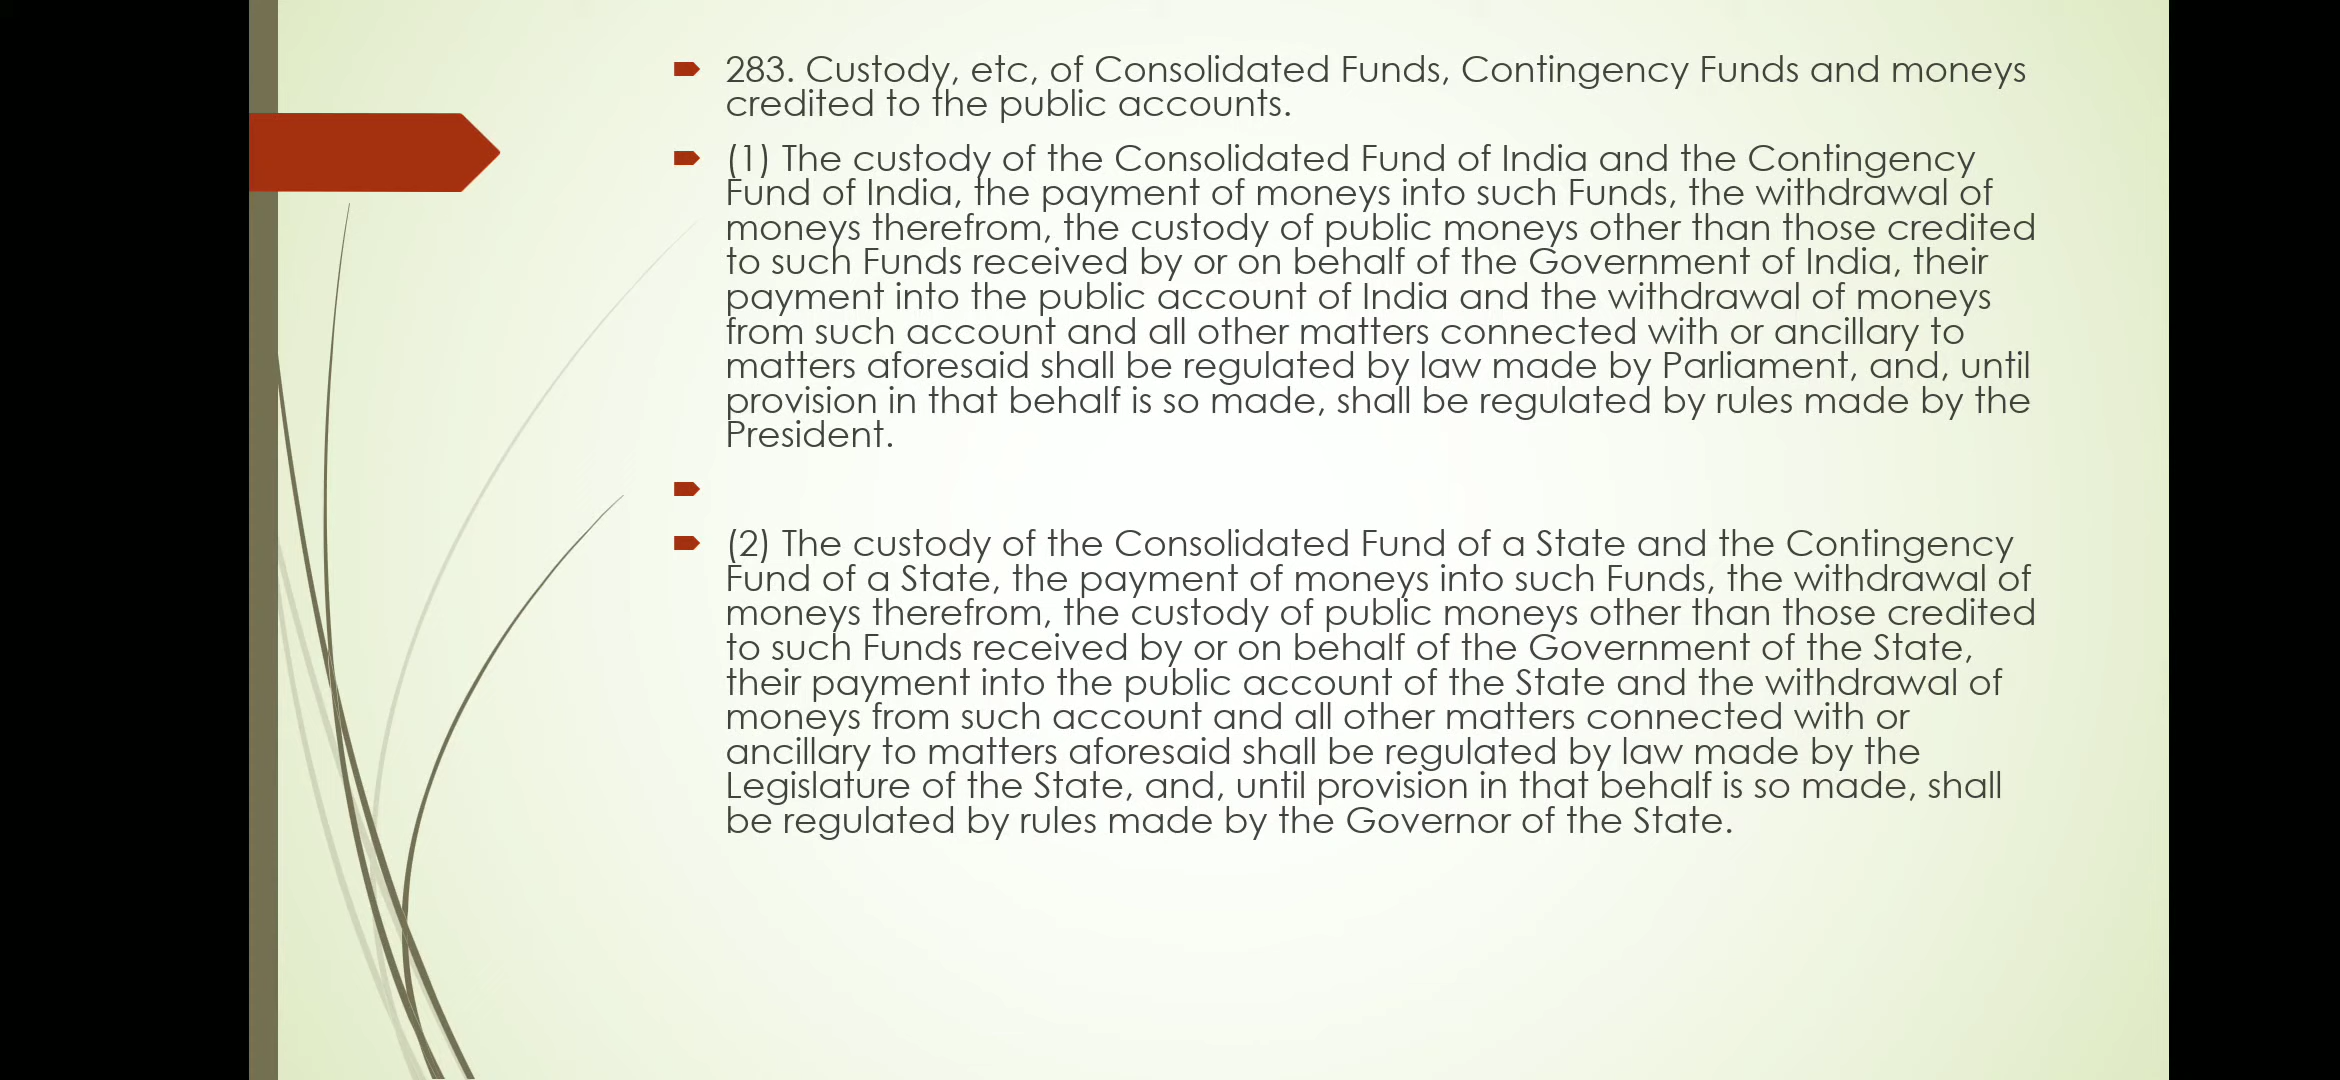 283. Custody, etc, of Consolidated Funds, Contingency Funds and moneys
credited to the public accounts.
(1) The custody of the Consolidated Fund of India and the Contingency
Fund of India, the payment of moneys into such Funds, the withdrawal of
moneys therefrom, the custody of public moneys other than those credited
to such Funds received by or on behalf of the Government of India, their
payment into the public account of India and the withdrawal of moneys
from such account and all other matters connected with or ancillary to
matters aforesaid shall be regulated by law made by Parliament, and, until
provision in that behalf is so made, shall be regulated by rules made by the
President.
(2) The custody of the Consolidated Fund of a State and the Contingency
Fund of a State, the payment of moneys into such Funds, the withdrawal of
moneys therefrom, the custody of public moneys other than those credited
to such Funds received by or on behalf of the Government of the State,
their payment into the public account of the State and the withdrawal of
moneys from such account and all other matters connected with or
ancillary to matters aforesaid shall be regulated by law made by the
Legislature of the State, and, until provision in that behalf is so made, shall
be regulated by rules made by the Governor of the State.